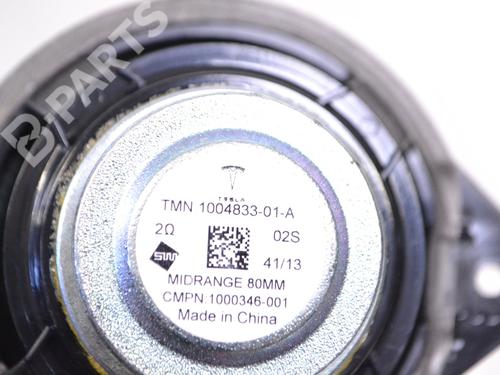 B-PARTS
TESLA
TMN 1004833-01-A
2Ω 02S
41/13
MIDRANGE 80MM
CMPN:1000346-001
Made in China